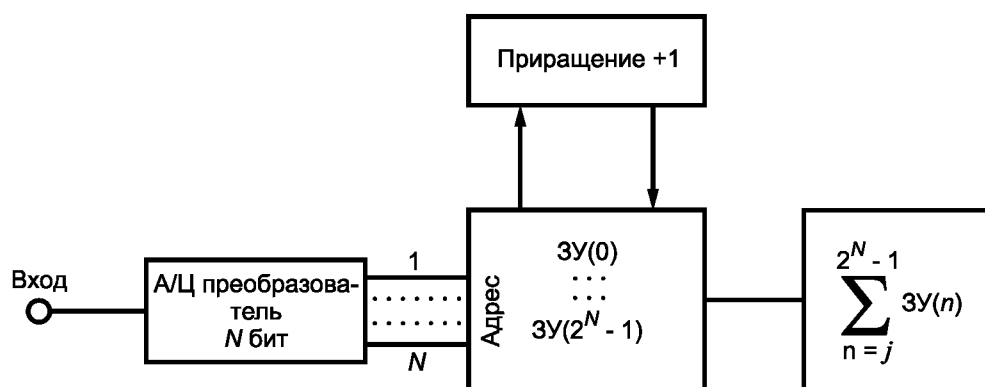 Приращение +1
Вход
А/Ц преобразова-
тель
N бит
1
N
Адрес
ЗУ(0)
...
...
ЗУ(2^N - 1)
2^N - 1
∑ ЗУ(n)
n = j